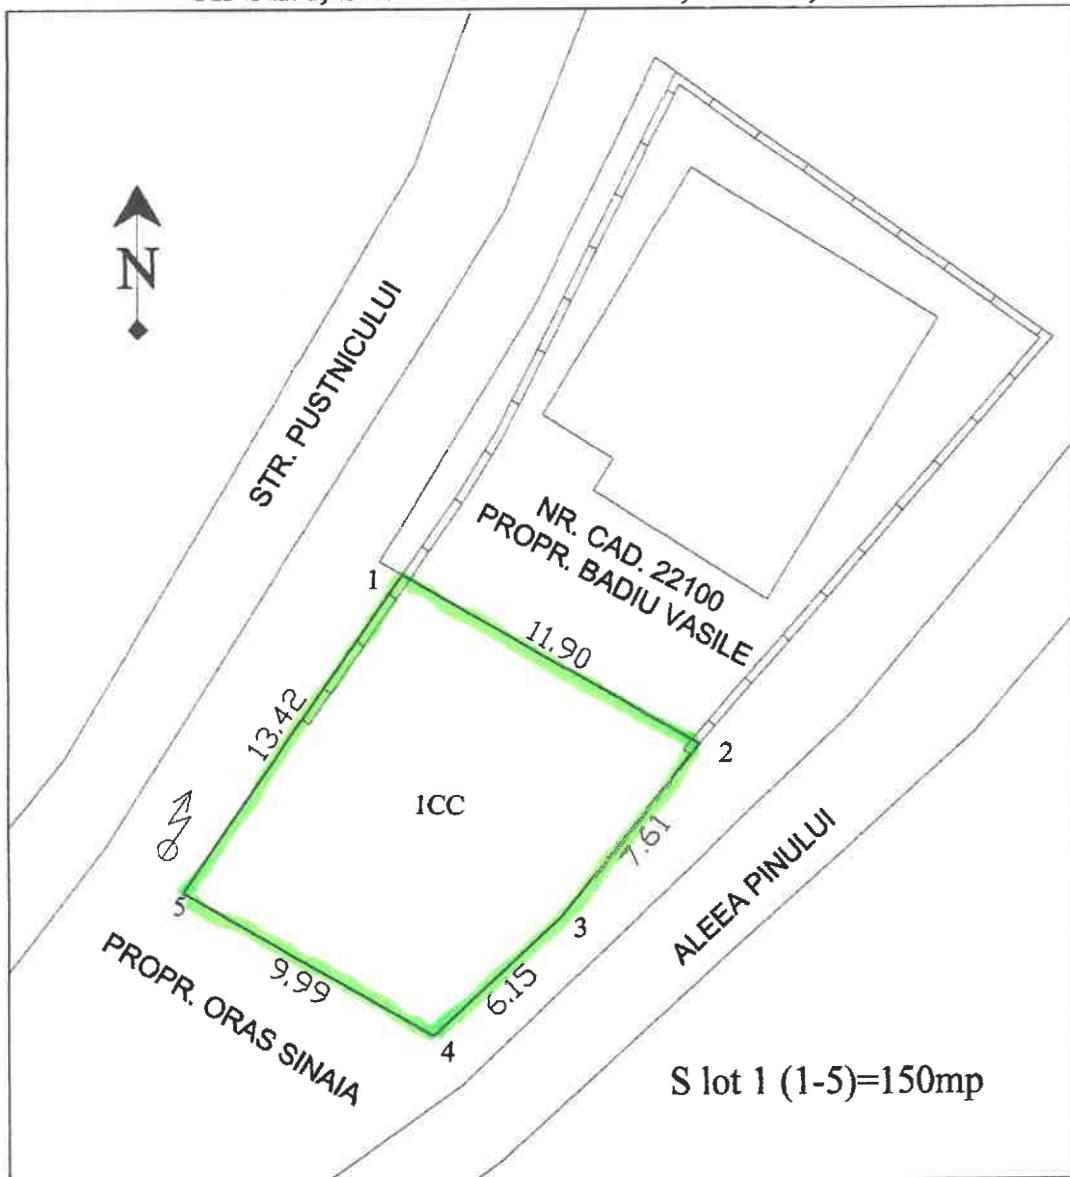 N
STR. PUSTNICULUI
NR. CAD. 22100
PROPR. BADIU VASILE
1
11.90
2
13.42
1CC
7.61
ALEEA PINULUI
5
3
9.99
6.15
PROPR. ORAS SINAIA
4
S lot 1 (1-5)=150mp